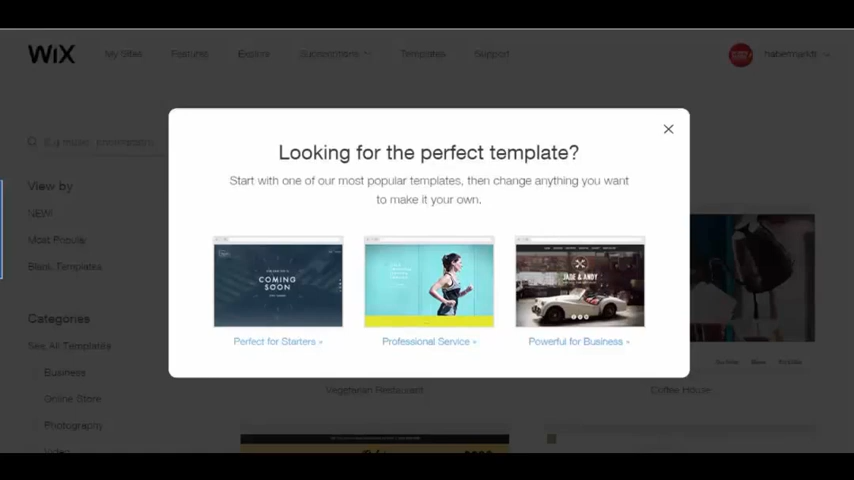 WiX
My Sites
Features
Explore
Subscriptions
Templates
Support
Looking for the perfect template?
Start with one of our most popular templates, then change anything you want
to make it your own.
View by
NEW!
Most Popular
Blank Templates
COMING
SOON
JADE & ANDY
Perfect for Starters »
Professional Service »
Powerful for Business »
Categories
See All Templates
Business
Online Store
Photography
Video
Vegetarian Restaurant
Coffee House